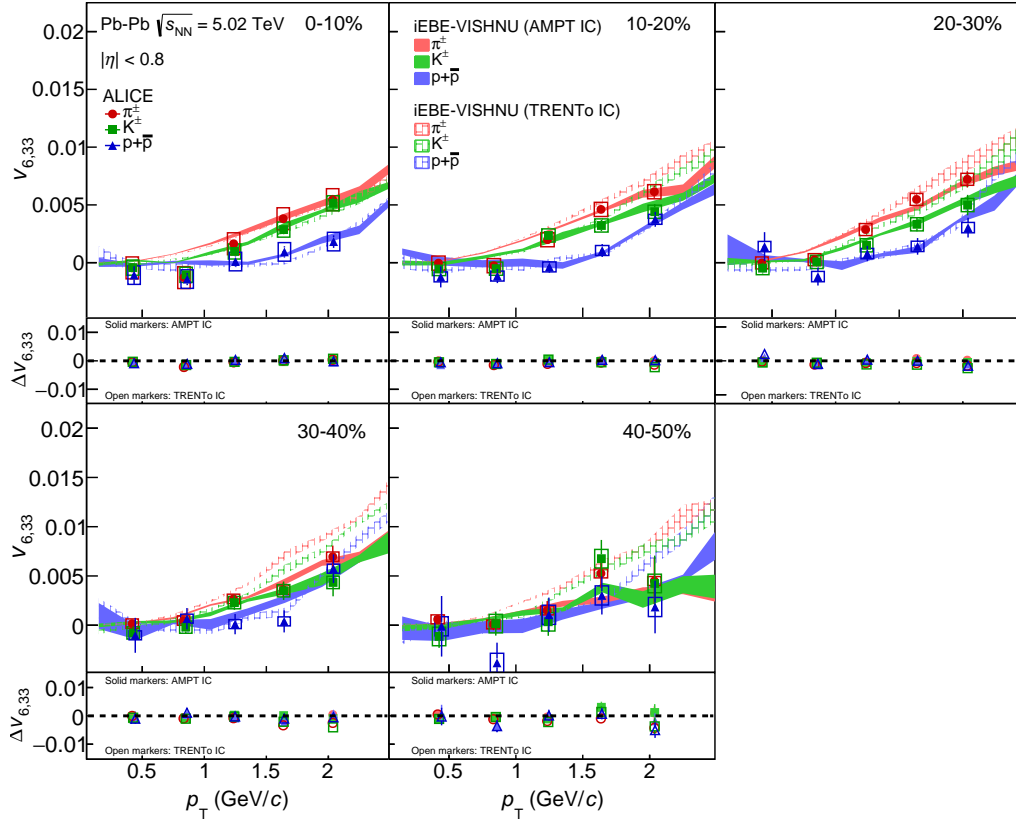 Pb-Pb √sNN = 5.02 TeV 0-10%
|η| < 0.8
ALICE
π±
K±
p+p̅
10-20%
iEBE-VISHNU (AMPT IC)
π±
K±
p+p̅
iEBE-VISHNU (TRENTo IC)
π±
K±
p+p̅
20-30%
v6,33
0.02
0.015
0.01
0.005
0
Δv6,33
0.01
0
−0.01
Solid markers: AMPT IC
Open markers: TRENTo IC
Solid markers: AMPT IC
Open markers: TRENTo IC
Solid markers: AMPT IC
Open markers: TRENTo IC
30-40%
40-50%
v6,33
0.02
0.015
0.01
0.005
0
Δv6,33
0.01
0
−0.01
Solid markers: AMPT IC
Open markers: TRENTo IC
Solid markers: AMPT IC
Open markers: TRENTo IC
0.5 1 1.5 2
0.5 1 1.5 2
pT (GeV/c)
pT (GeV/c)